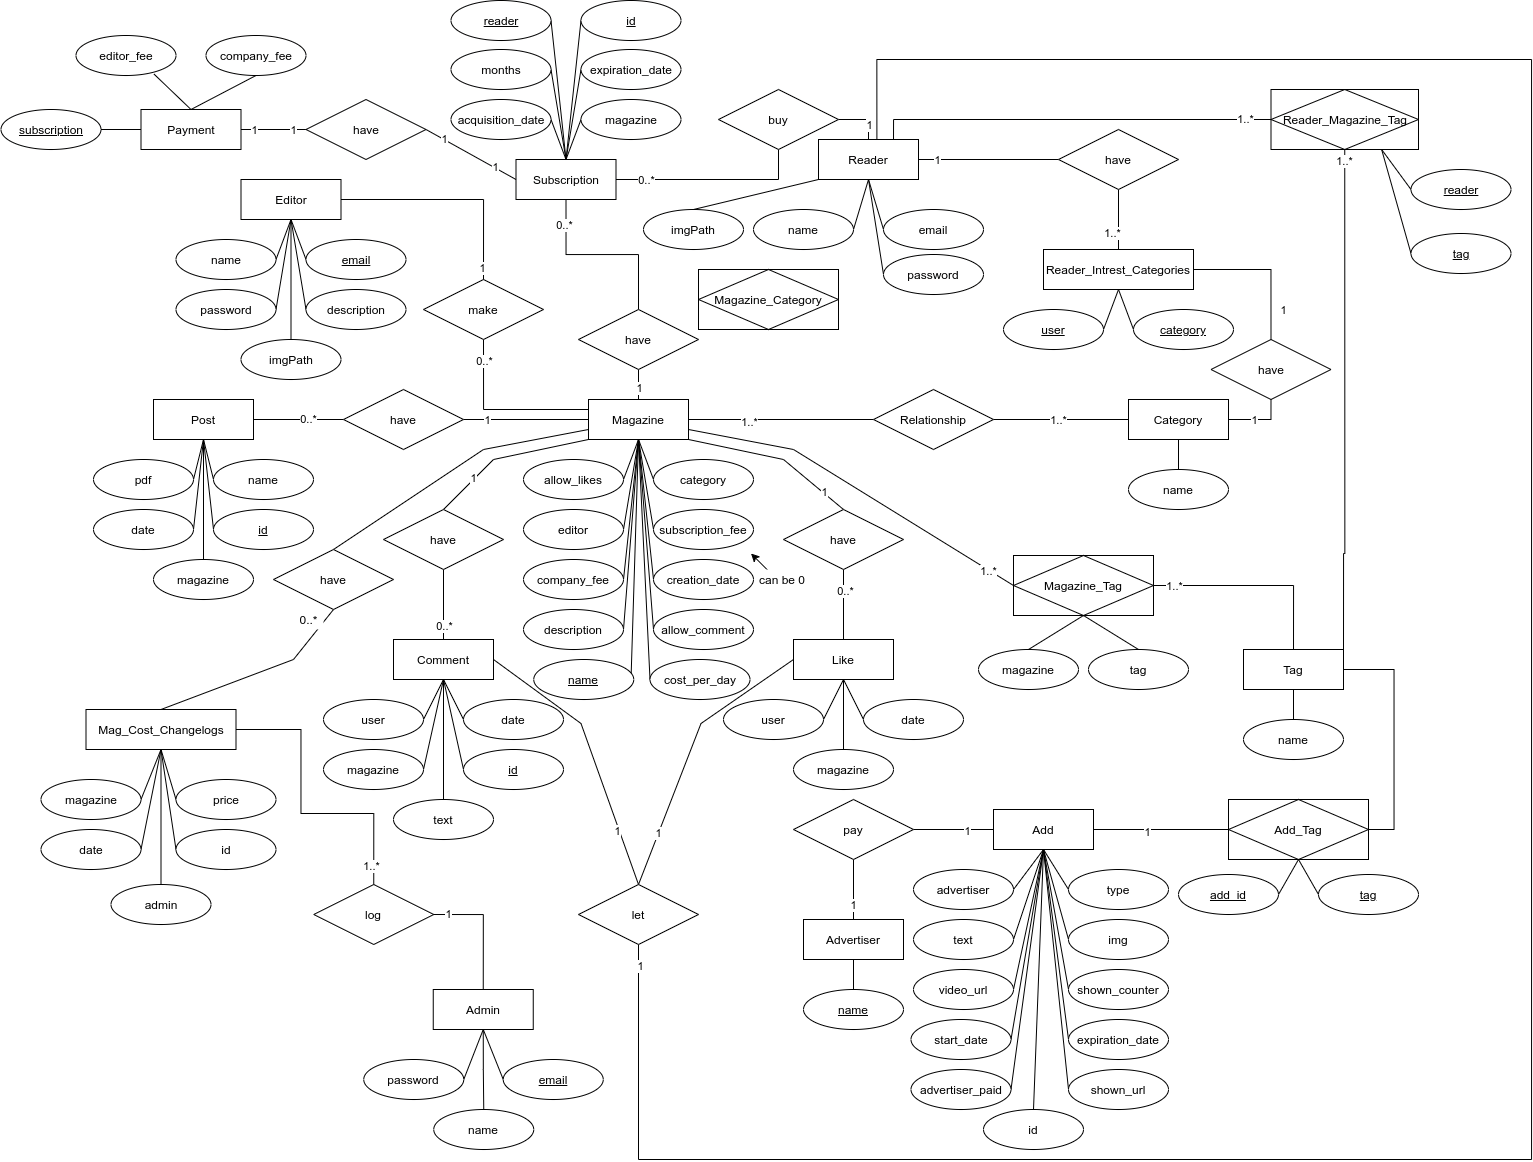 reader
id
editor_fee
company_fee
months
expiration_date
subscription
Payment
1
1
have
1
acquisition_date
magazine
buy
1
1..*
Reader_Magazine_Tag
1
Subscription
0..*
Reader
1
have
1..*
reader
Editor
0..*
imgPath
name
email
1..*
tag
name
email
1
password
Reader_Intrest_Categories
password
description
make
Magazine_Category
1
user
category
imgPath
0..*
have
1
have
Post
0..*
have
1
Magazine
1..*
Relationship
1..*
Category
1
pdf
name
1
allow_likes
category
1
name
date
id
have
editor
subscription_fee
have
magazine
have
company_fee
creation_date
can be 0
0..*
1..*
Magazine_Tag
1..*
0..*
0..*
description
allow_comment
Comment
name
cost_per_day
Like
magazine
tag
Tag
Mag_Cost_Changelogs
user
date
user
date
name
magazine
id
magazine
magazine
price
text
date
id
1
1
pay
1
Add
1
Add_Tag
1..*
admin
log
1
let
1
advertiser
type
add_id
tag
Advertiser
text
img
1
name
video_url
shown_counter
Admin
start_date
expiration_date
password
email
advertiser_paid
shown_url
name
id